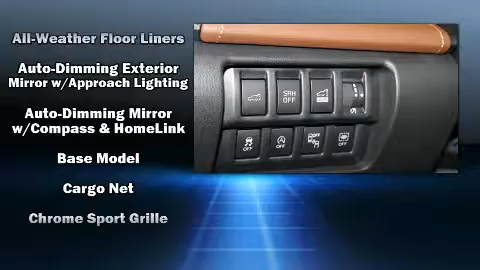 All-Weather Floor Liners
Auto-Dimming Exterior
Mirror w/Approach Lighting
Auto-Dimming Mirror
w/Compass & HomeLink
Base Model
Cargo Net
Chrome Sport Grille
SRH
OFF
OFF
OFF